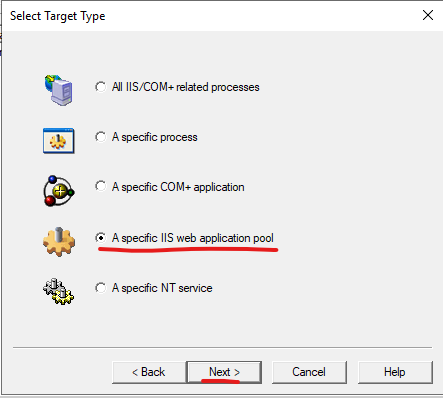 Select Target Type
All IIS/COM+ related processes
A specific process
A specific COM+ application
A specific IIS web application pool
A specific NT service
< Back
Next >
Cancel
Help